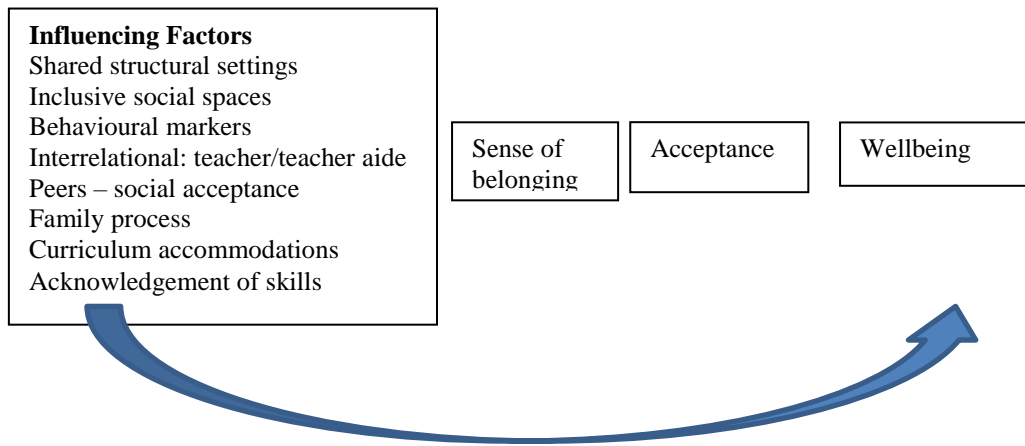 Influencing Factors
Shared structural settings
Inclusive social spaces
Behavioural markers
Interrelational: teacher/teacher aide
Peers – social acceptance
Family process
Curriculum accommodations
Acknowledgement of skills
Sense of
belonging
Acceptance
Wellbeing